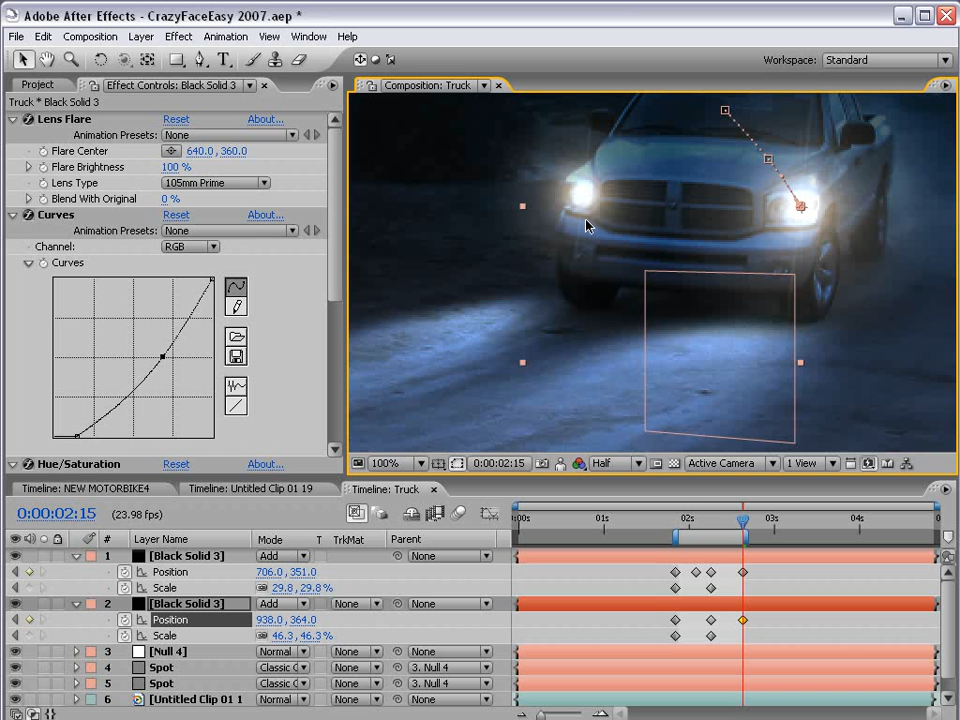 Adobe After Effects - CrazyFaceEasy 2007.aep *
File Edit Composition Layer Effect Animation View Window Help
Workspace: Standard
Project Effect Controls: Black Solid 3
Composition: Truck
Truck * Black Solid 3
Lens Flare Reset About...
Animation Presets: None
Flare Center 640.0, 360.0
Flare Brightness 100 %
Lens Type 105mm Prime
Blend With Original 0 %
Curves Reset About...
Animation Presets: None
Channel: RGB
Curves
Hue/Saturation Reset About...
100% 0:00:02:15 Half Active Camera 1 View
Timeline: NEW MOTORBIKE4 Timeline: Untitled Clip 01 19 Timeline: Truck
0:00:02:15 (23.98 fps)
:00s 01s 02s 03s 04s 0
# Layer Name Mode T TrkMat Parent
1 [Black Solid 3] Add None
Position 706.0, 351.0
Scale 29.8, 29.8 %
2 [Black Solid 3] Add None None
Position 938.0, 364.0
Scale 46.3, 46.3 %
3 [Null 4] Normal None None
4 Spot Classic C None 3. Null 4
5 Spot Classic C None 3. Null 4
6 [Untitled Clip 01 1 Normal None None